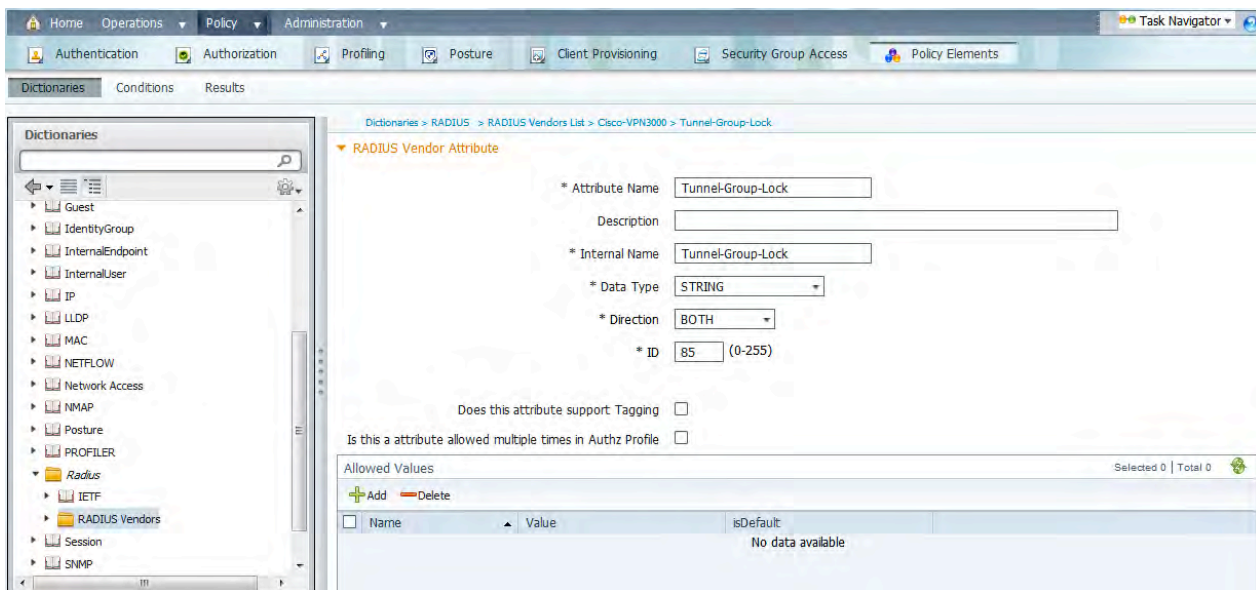 Home Operations Policy Administration Task Navigator
Authentication Authorization Profiling Posture Client Provisioning Security Group Access Policy Elements
Dictionaries Conditions Results
Dictionaries
Guest
IdentityGroup
InternalEndpoint
InternalUser
IP
LLDP
MAC
NETFLOW
Network Access
NMAP
Posture
PROFILER
Radius
IETF
RADIUS Vendors
Session
SNMP
Dictionaries > RADIUS > RADIUS Vendors List > Cisco-VPN3000 > Tunnel-Group-Lock
RADIUS Vendor Attribute
* Attribute Name Tunnel-Group-Lock
Description
* Internal Name Tunnel-Group-Lock
* Data Type STRING
* Direction BOTH
* ID 85 (0-255)
Does this attribute support Tagging
Is this a attribute allowed multiple times in Authz Profile
Allowed Values Selected 0 | Total 0
Add Delete
Name Value isDefault
No data available